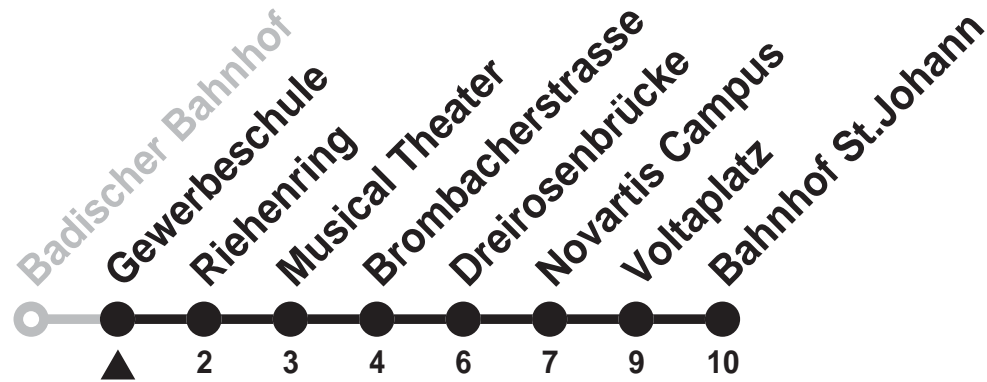 Badischer Bahnhof
Gewerbeschule
Riehenring
Musical Theater
Brombacherstrasse
Dreirosenbrücke
Novartis Campus
Voltaplatz
Bahnhof St.Johann
2 3 4 6 7 9 10